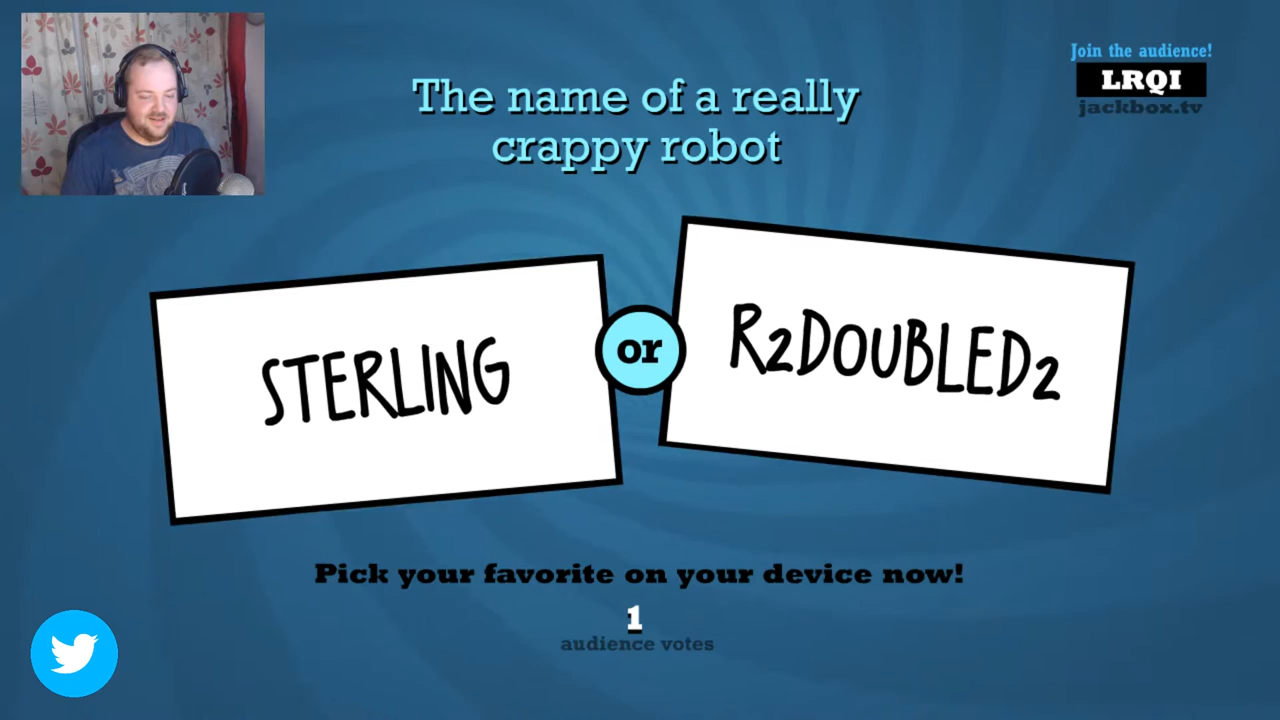 The name of a really
crappy robot
Join the audience!
LRQI
jackbox.tv
STERLING
or
R2DOUBLED2
Pick your favorite on your device now!
1
audience votes